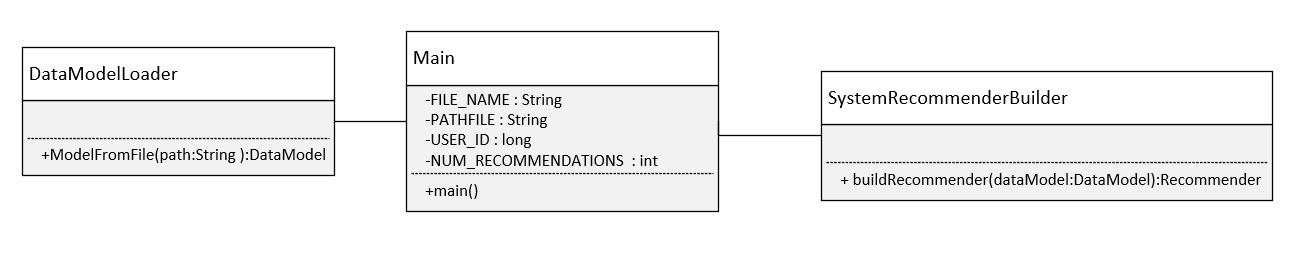 DataModelLoader
+ModelFromFile(path:String ):DataModel
Main
-FILE_NAME : String
-PATHFILE : String
-USER_ID : long
-NUM_RECOMMENDATIONS : int
+main()
SystemRecommenderBuilder
+ buildRecommender(dataModel:DataModel):Recommender